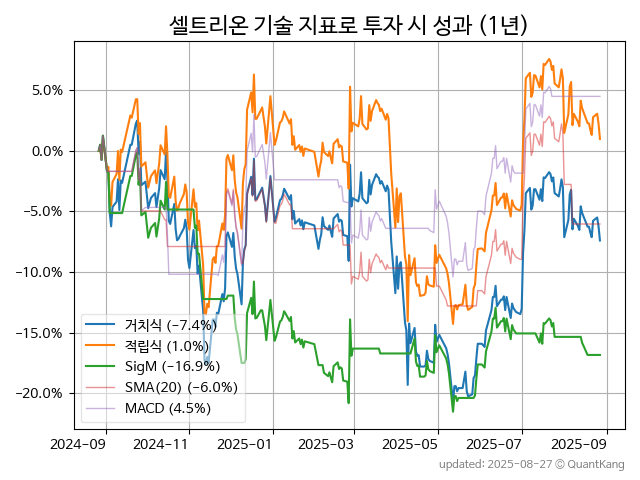 셀트리온 기술 지표로 투자 시 성과 (1년)
5.0%
0.0%
−5.0%
−10.0%
−15.0%
−20.0%
거치식 (−7.4%)
적립식 (1.0%)
SigM (−16.9%)
SMA(20) (−6.0%)
MACD (4.5%)
2024-09 2024-11 2025-01 2025-03 2025-05 2025-07 2025-09
updated: 2025-08-27 © QuantKang